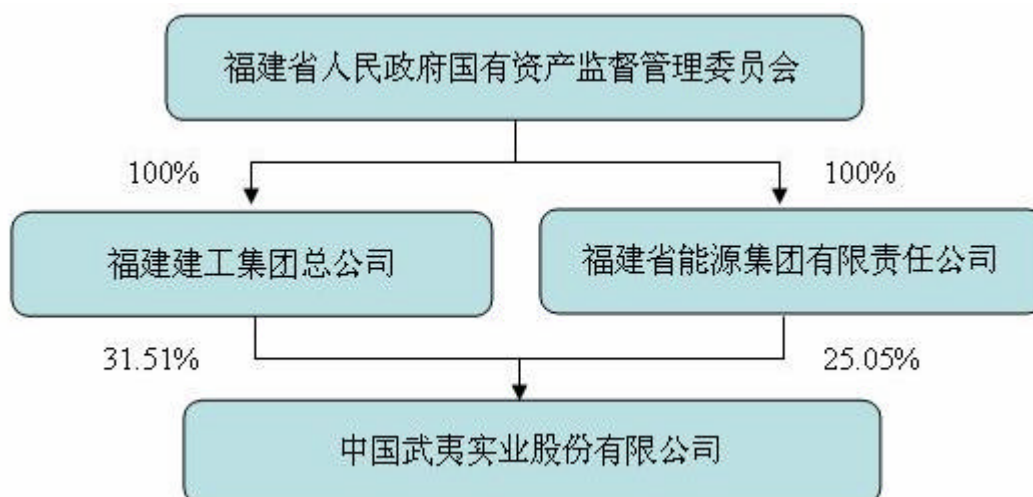 福建省人民政府国有资产监督管理委员会
100%
100%
福建建工集团总公司
福建省能源集团有限责任公司
31.51%
25.05%
中国武夷实业股份有限公司